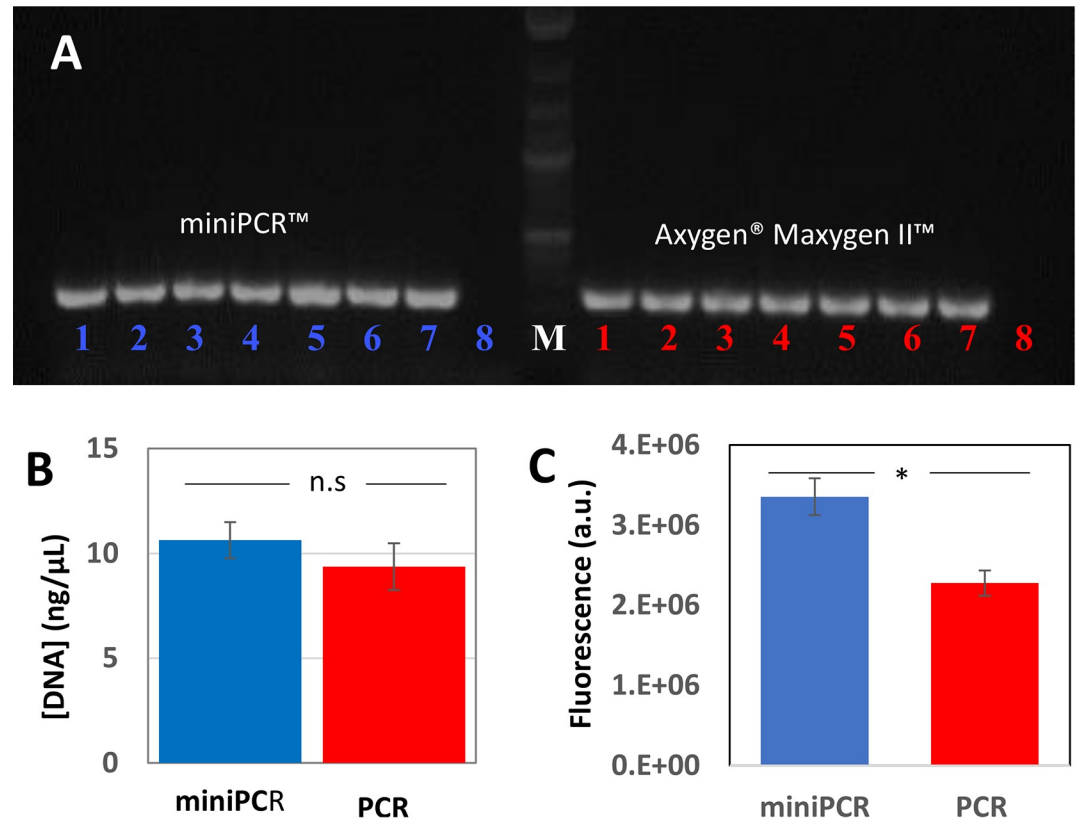 A
miniPCR™
Axygen® Maxygen II™
1 2 3 4 5 6 7 8 M 1 2 3 4 5 6 7 8
B
15
10
5
0
[DNA] (ng/µL)
n.s
miniPCR
PCR
C
4.E+06
3.E+06
2.E+06
1.E+06
0.E+00
Fluorescence (a.u.)
*
miniPCR
PCR